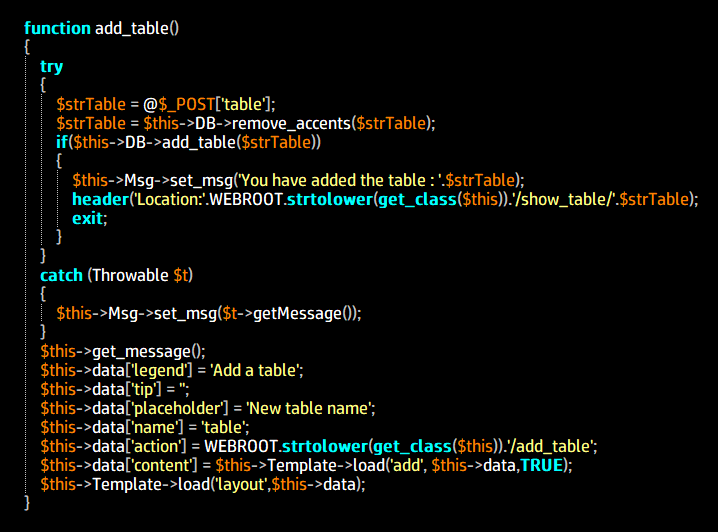 function add_table()
{
try
{
$strTable = @$_POST['table'];
$strTable = $this->DB->remove_accents($strTable);
if($this->DB->add_table($strTable))
{
$this->Msg->set_msg('You have added the table : '.$strTable);
header('Location:'.WEBROOT.strtolower(get_class($this)).'/show_table/'.$strTable);
exit;
}
}
catch (Throwable $t)
{
$this->Msg->set_msg($t->getMessage());
}
$this->get_message();
$this->data['legend'] = 'Add a table';
$this->data['tip'] = '';
$this->data['placeholder'] = 'New table name';
$this->data['name'] = 'table';
$this->data['action'] = WEBROOT.strtolower(get_class($this)).'/add_table';
$this->data['content'] = $this->Template->load('add', $this->data,TRUE);
$this->Template->load('layout',$this->data);
}